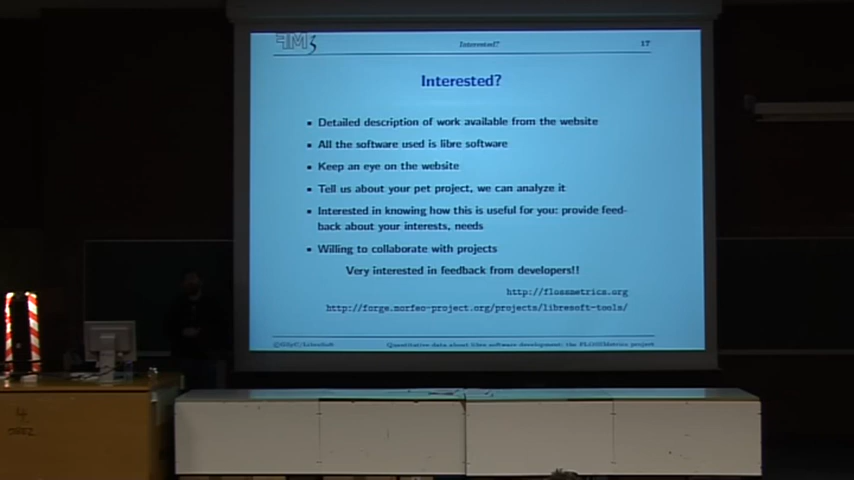 FM3
Interested?
17
Interested?
Detailed description of work available from the website
All the software used is libre software
Keep an eye on the website
Tell us about your pet project, we can analyze it
Interested in knowing how this is useful for you: provide feed-
back about your interests, needs
Willing to collaborate with projects
Very interested in feedback from developers!!
http://flossmetrics.org
http://forge.morfeo-project.org/projects/libresoft-tools/
©GSyC/LibreSoft
Quantitative data about libre software development: the FLOSSMetrics project